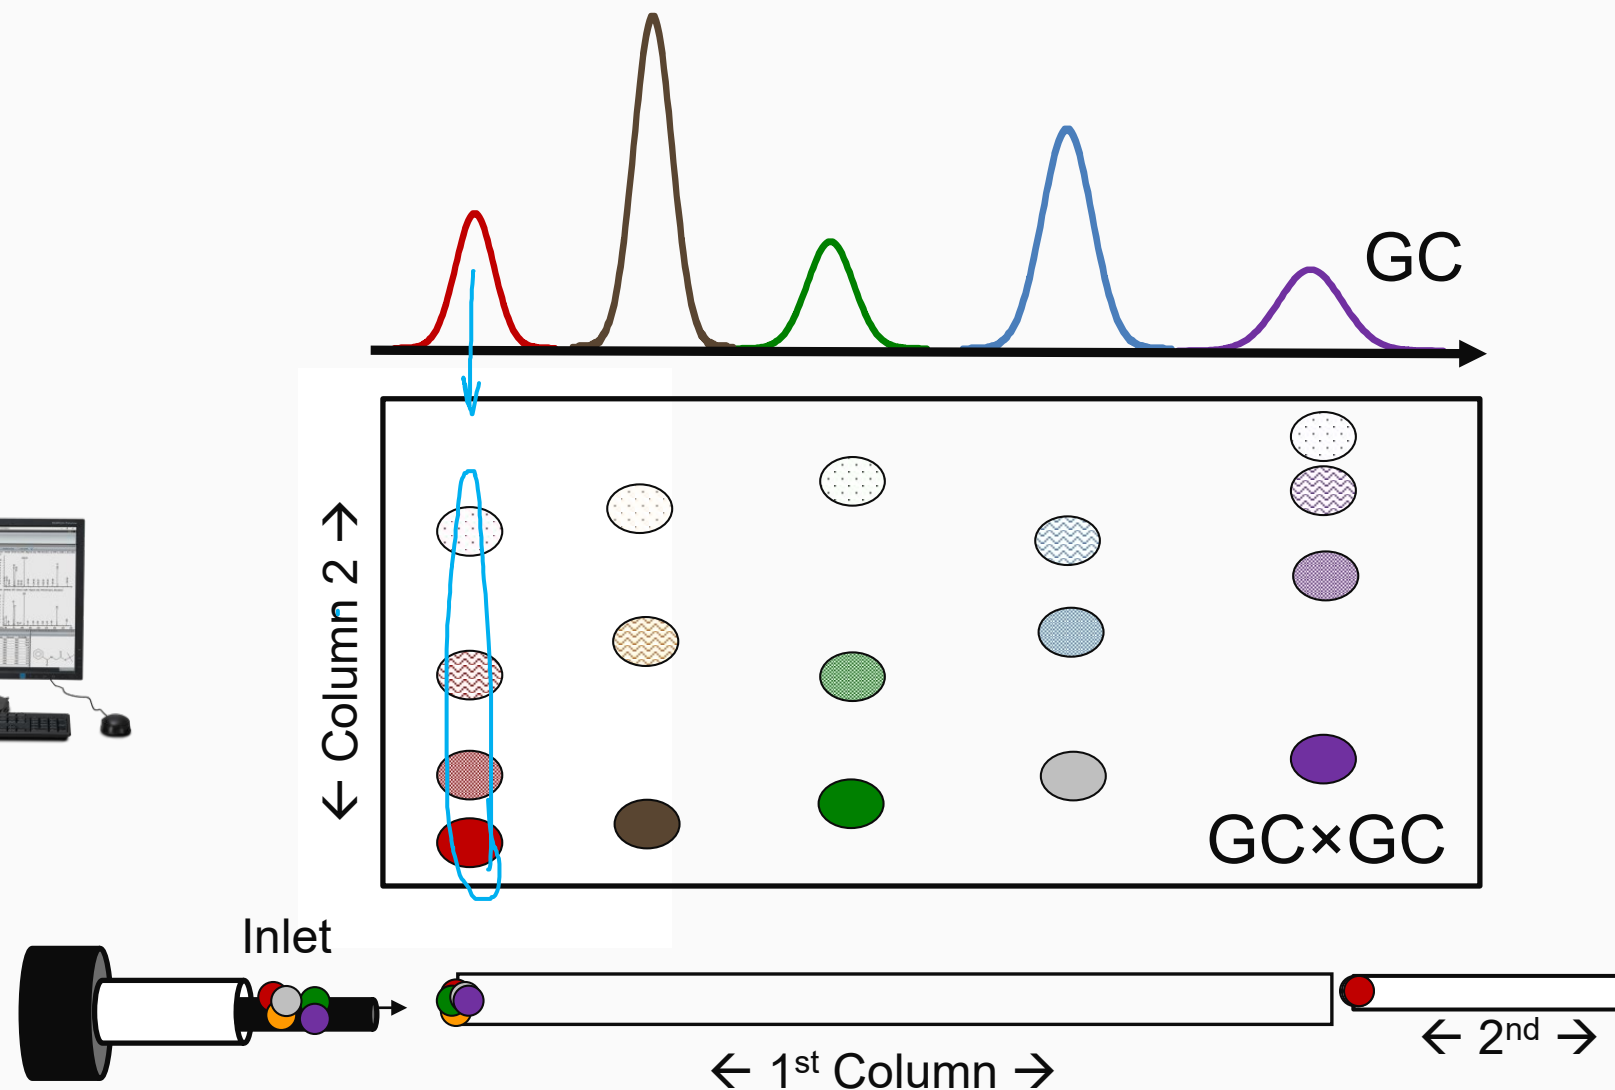 GC
← Column 2 →
GC×GC
Inlet
← 2nd →
← 1st Column →